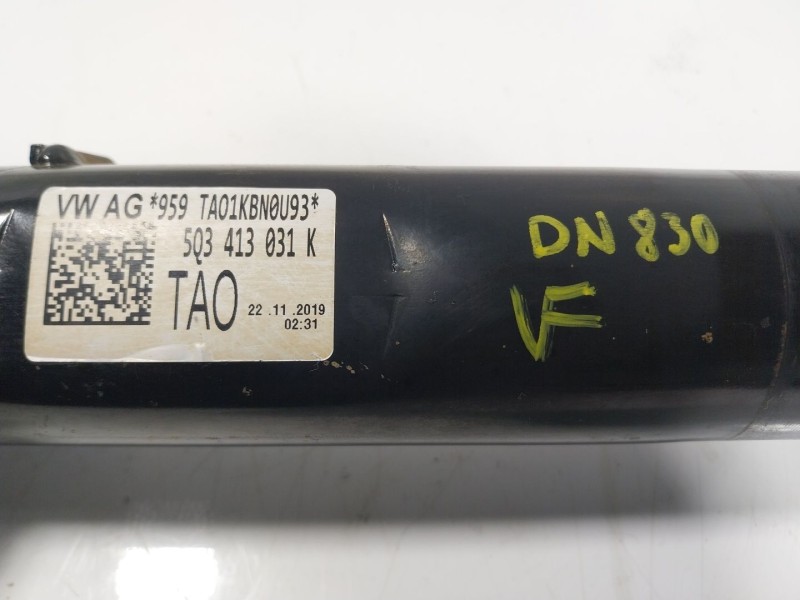 VW AG *959 TAO1KBN0U93*
5Q3 413 031 K
TAO 22 .11 .2019
02:31
DN 830
VF